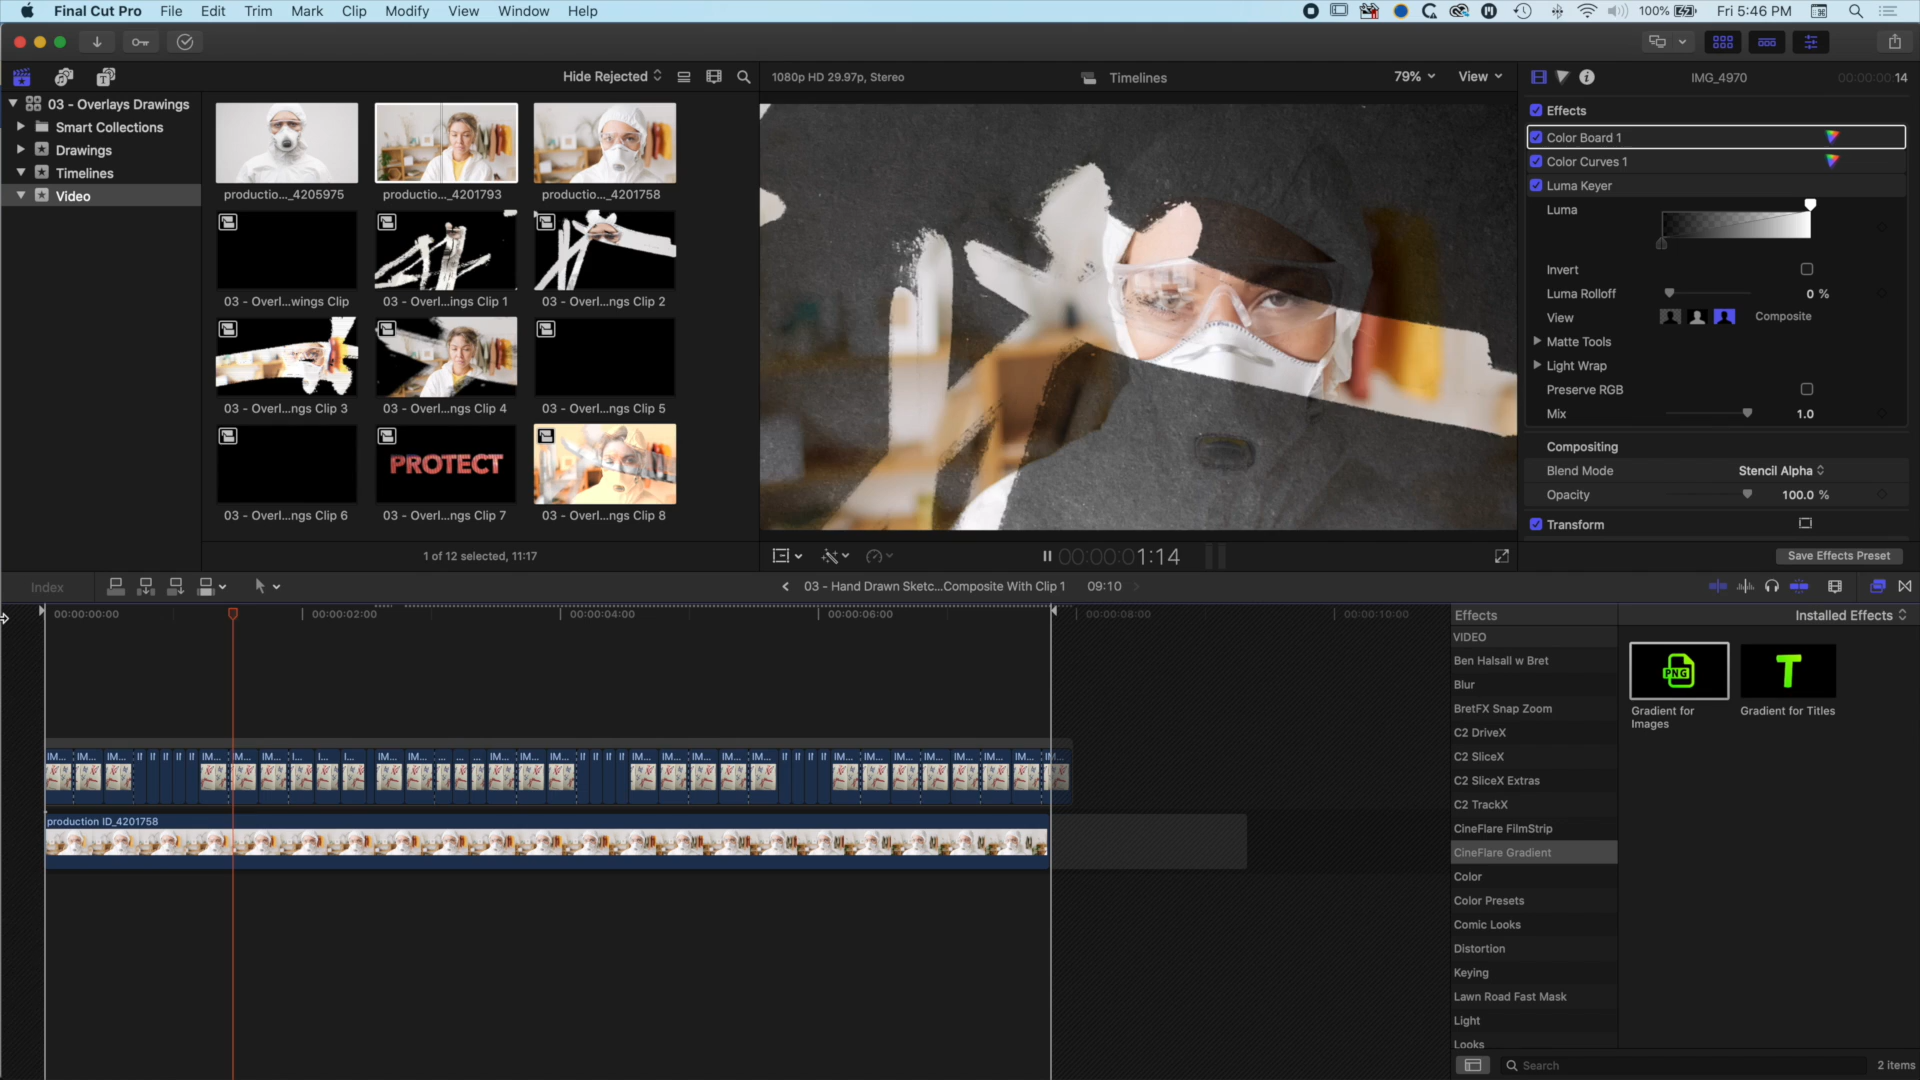 Final Cut Pro File Edit Trim Mark Clip Modify View Window Help 100% Fri 5:46 PM
Hide Rejected
1080p HD 29.97p, Stereo Timelines 79% View
IMG_4970 00:00:00:14
03 - Overlays Drawings
Smart Collections
Drawings
Timelines
Video
productio..._4205975 productio..._4201793 productio..._4201758
03 - Overl...wings Clip 03 - Overl...ings Clip 1 03 - Overl...ngs Clip 2
03 - Overl...ngs Clip 3 03 - Overl...ngs Clip 4 03 - Overl...ngs Clip 5
PROTECT
03 - Overl...ngs Clip 6 03 - Overl...ngs Clip 7 03 - Overl...ngs Clip 8
1 of 12 selected, 11:17
00:00:01:14
Effects
Color Board 1
Color Curves 1
Luma Keyer
Luma
Invert
Luma Rolloff 0 %
View Composite
Matte Tools
Light Wrap
Preserve RGB
Mix 1.0
Compositing
Blend Mode Stencil Alpha
Opacity 100.0 %
Transform
Save Effects Preset
Index 03 - Hand Drawn Sketc...Composite With Clip 1 09:10
00:00:00:00 00:00:02:00 00:00:04:00 00:00:06:00 00:00:08:00 00:00:10:00
production ID_4201758
Effects Installed Effects
VIDEO
Ben Halsall w Bret
Blur
BretFX Snap Zoom
C2 DriveX
C2 SliceX
C2 SliceX Extras
C2 TrackX
CineFlare FilmStrip
CineFlare Gradient
Color
Color Presets
Comic Looks
Distortion
Keying
Lawn Road Fast Mask
Light
Looks
PNG T
Gradient for Images Gradient for Titles
Search 2 items